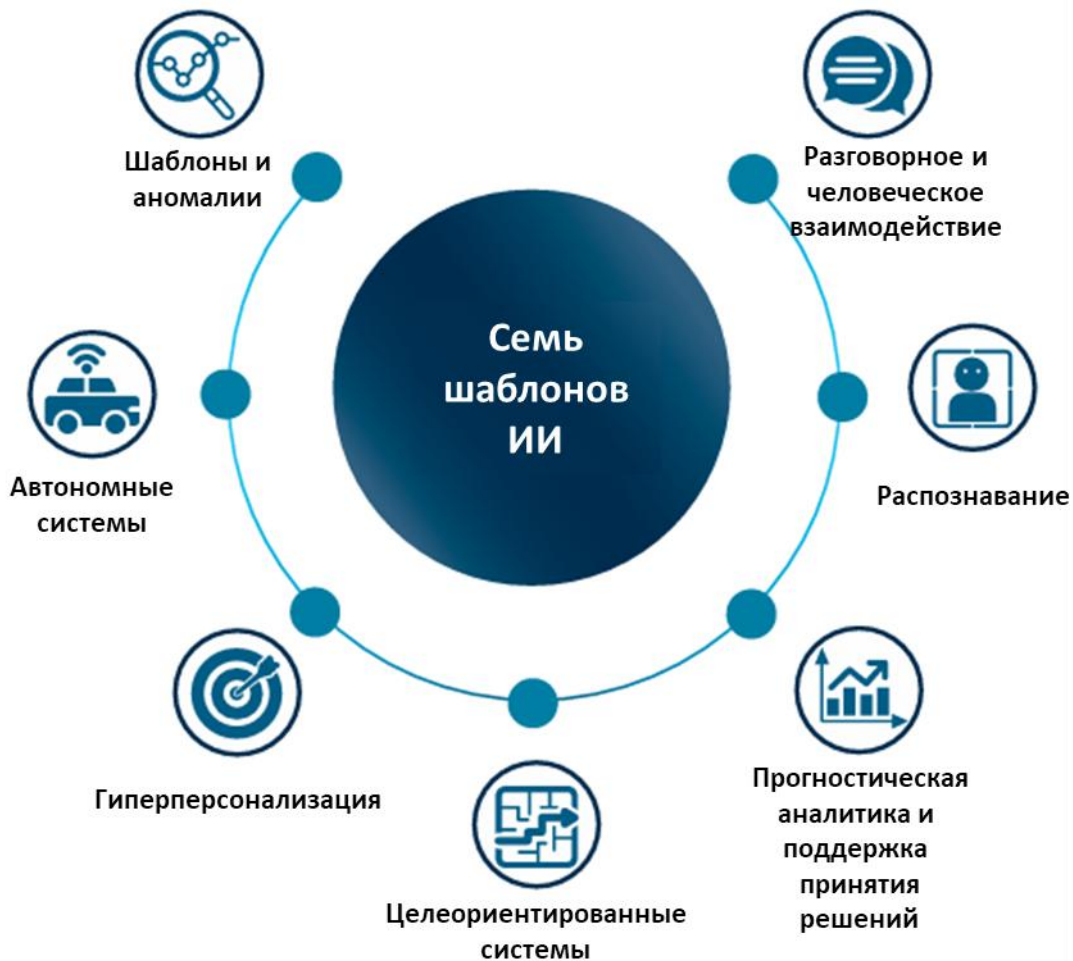 Шаблоны и
аномалии
Разговорное и
человеческое
взаимодействие
Семь
шаблонов
ИИ
Автономные
системы
Распознавание
Гиперперсонализация
Прогностическая
аналитика и
поддержка
принятия
решений
Целеориентированные
системы